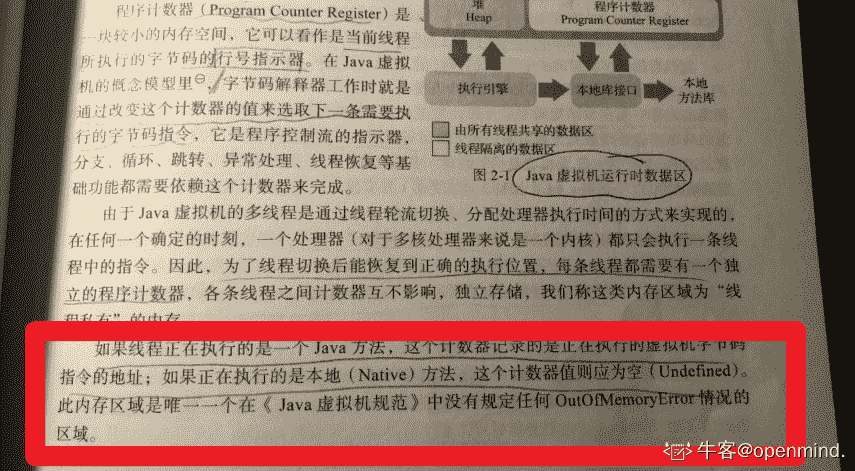 程序计数器（Program Counter Register）是
一块较小的内存空间，它可以看作是当前线程
所执行的字节码的行号指示器。在 Java 虚拟
机的概念模型里㊀，字节码解释器工作时就是
通过改变这个计数器的值来选取下一条需要执
行的字节码指令，它是程序控制流的指示器，
分支、循环、跳转、异常处理、线程恢复等基
础功能都需要依赖这个计数器来完成。
堆
Heap
程序计数器
Program Counter Register
执行引擎
本地库接口
本地
方法库
由所有线程共享的数据区
线程隔离的数据区
图 2-1 Java 虚拟机运行时数据区
由于 Java 虚拟机的多线程是通过线程轮流切换、分配处理器执行时间的方式来实现的，
在任何一个确定的时刻，一个处理器（对于多核处理器来说是一个内核）都只会执行一条线
程中的指令。因此，为了线程切换后能恢复到正确的执行位置，每条线程都需要有一个独
立的程序计数器，各条线程之间计数器互不影响，独立存储，我们称这类内存区域为“线
程私有”的内存。
如果线程正在执行的是一个 Java 方法，这个计数器记录的是正在执行的虚拟机字节码
指令的地址；如果正在执行的是本地（Native）方法，这个计数器值则应为空（Undefined）。
此内存区域是唯一一个在《Java 虚拟机规范》中没有规定任何 OutOfMemoryError 情况的
区域。
牛客@openmind.